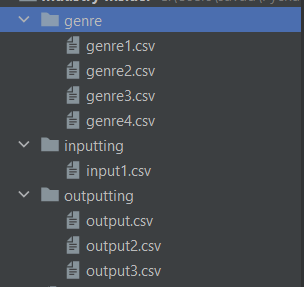 genre
genre1.csv
genre2.csv
genre3.csv
genre4.csv
inputting
input1.csv
outputting
output.csv
output2.csv
output3.csv